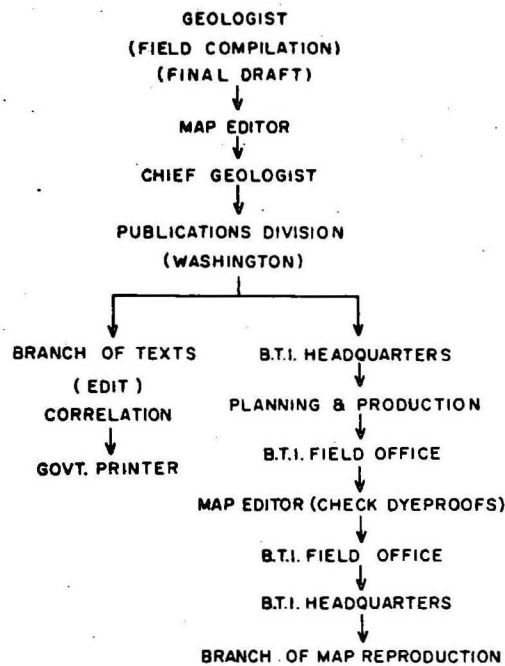 GEOLOGIST
(FIELD COMPILATION)
(FINAL DRAFT)
MAP EDITOR
CHIEF GEOLOGIST
PUBLICATIONS DIVISION
(WASHINGTON)
BRANCH OF TEXTS
(EDIT)
CORRELATION
GOVT. PRINTER
B.T.I. HEADQUARTERS
PLANNING & PRODUCTION
B.T.I. FIELD OFFICE
MAP EDITOR (CHECK DYEPROOFS)
B.T.I. FIELD OFFICE
B.T.I. HEADQUARTERS
BRANCH OF MAP REPRODUCTION